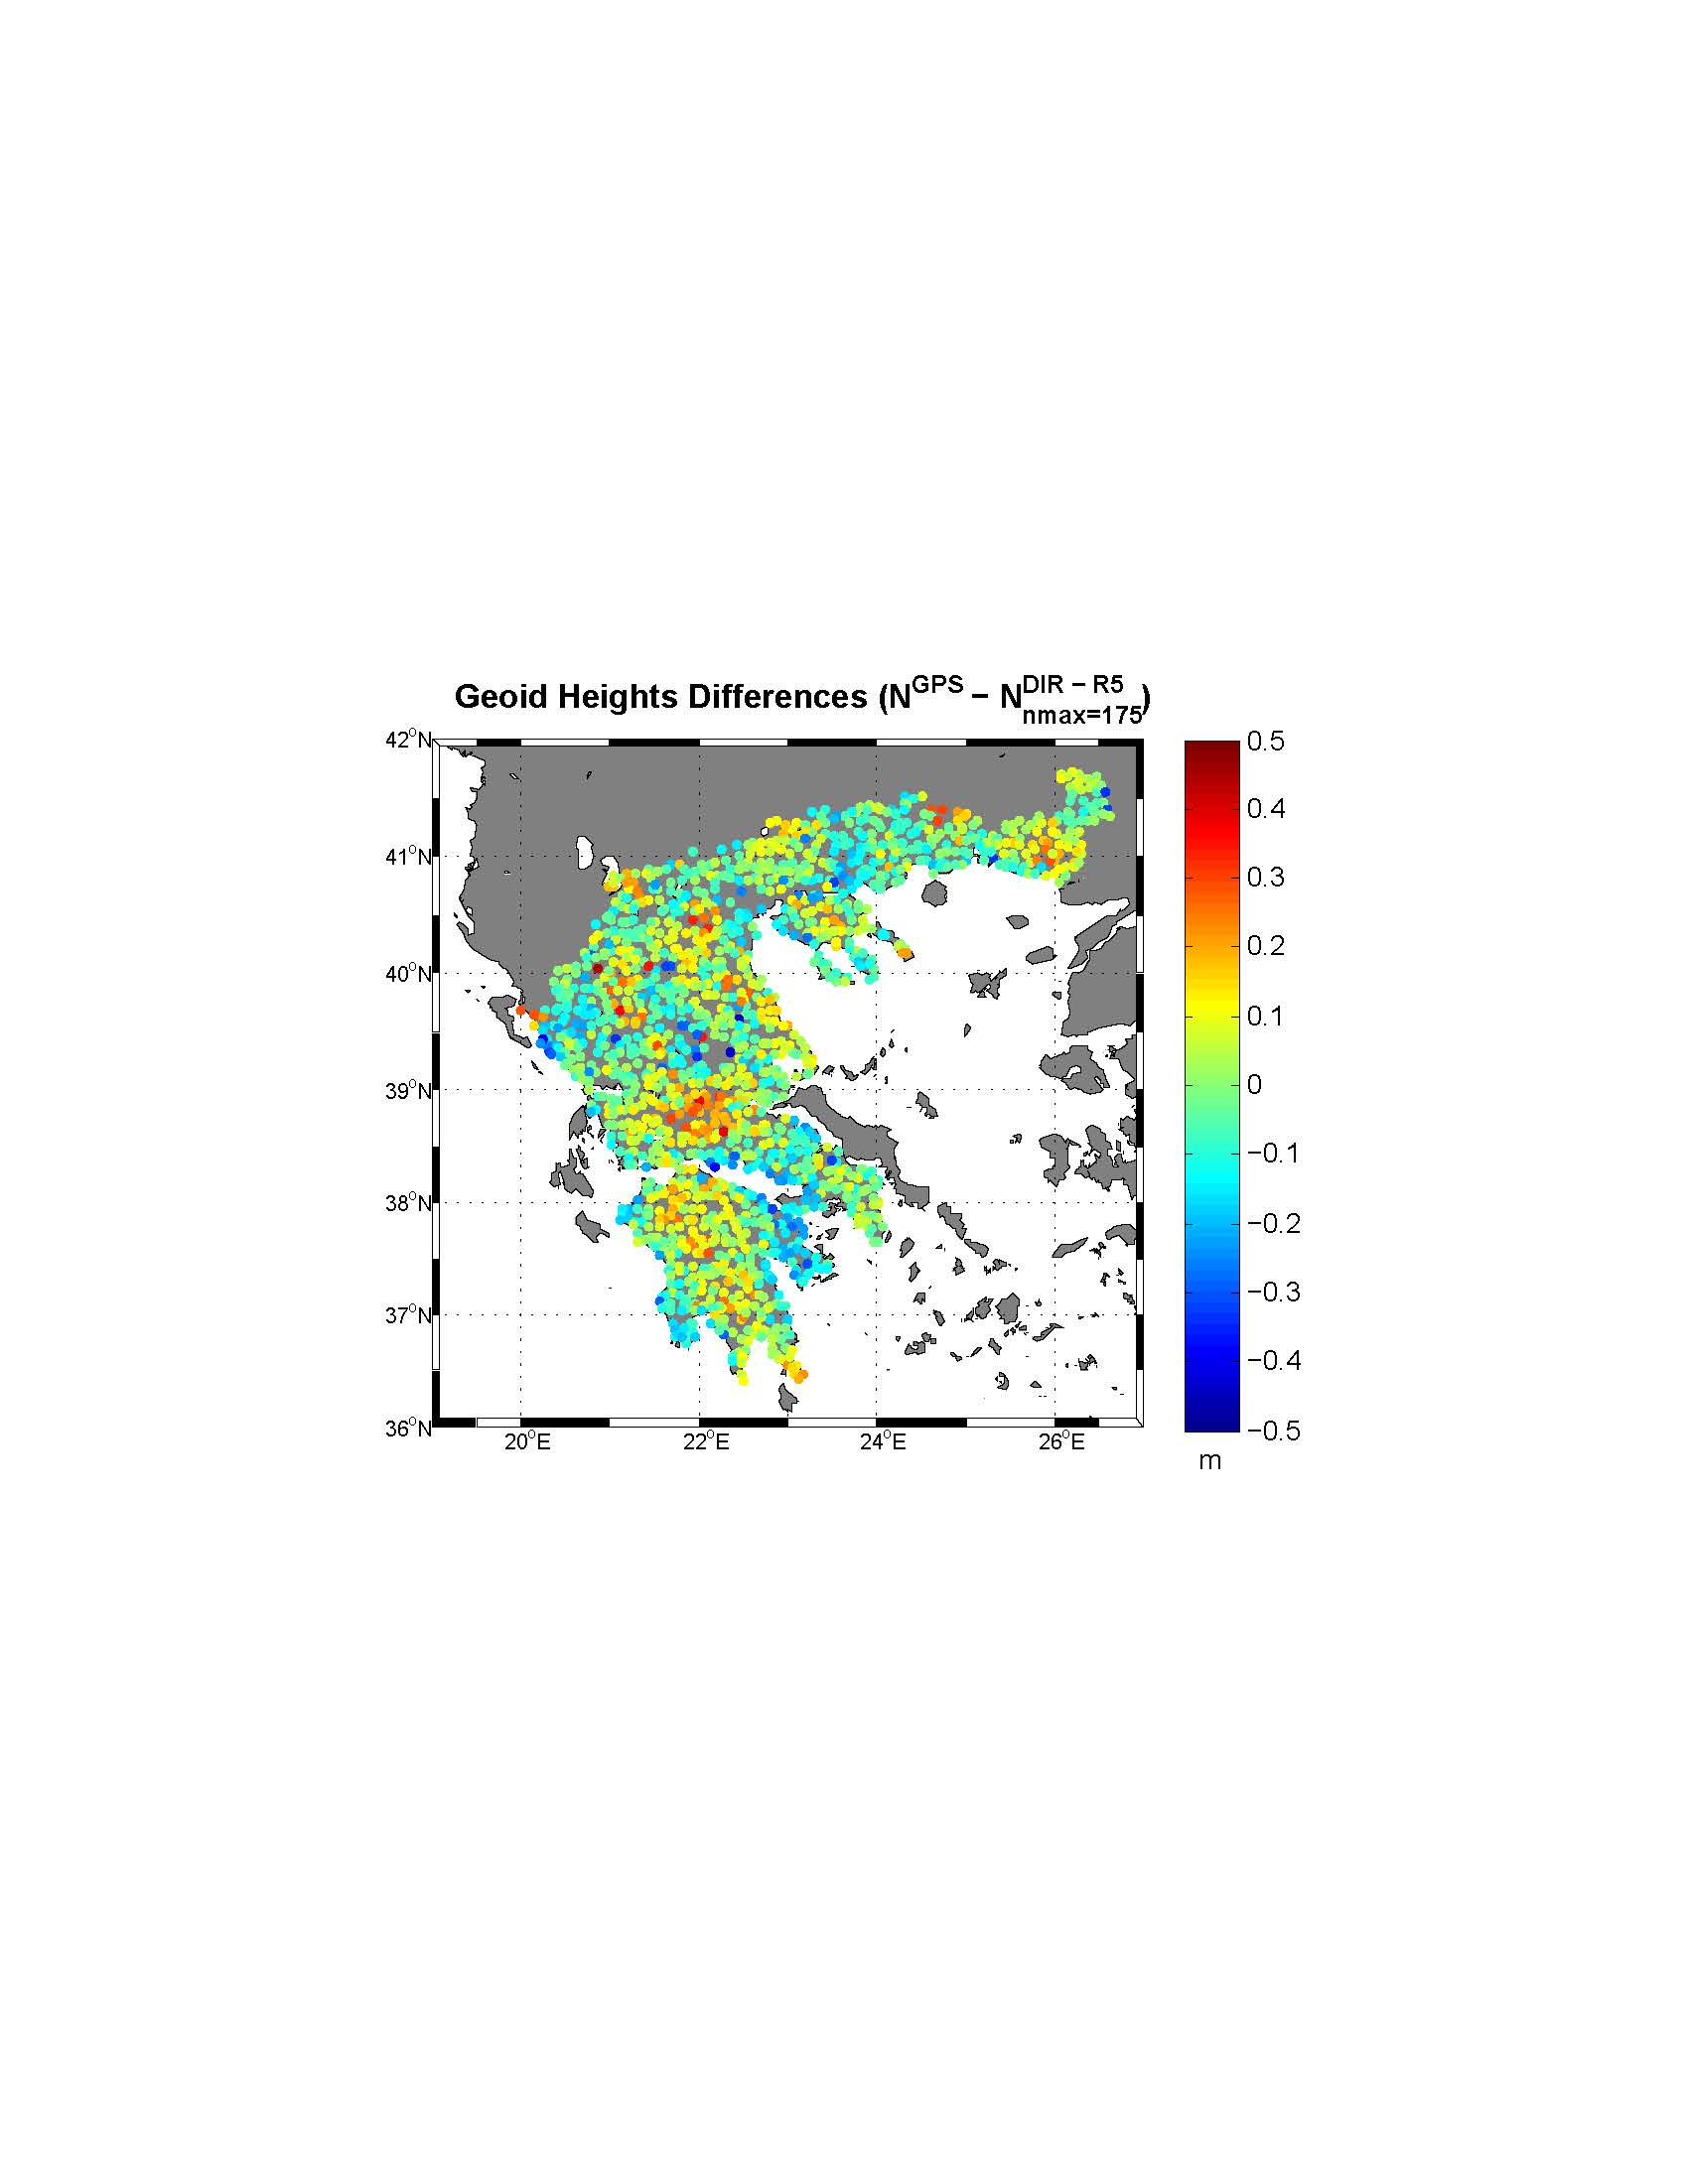 Geoid Heights Differences (N^GPS − N^DIR − R5_nmax=175)
42°N
41°N
40°N
39°N
38°N
37°N
36°N
20°E 22°E 24°E 26°E
0.5
0.4
0.3
0.2
0.1
0
−0.1
−0.2
−0.3
−0.4
−0.5
m